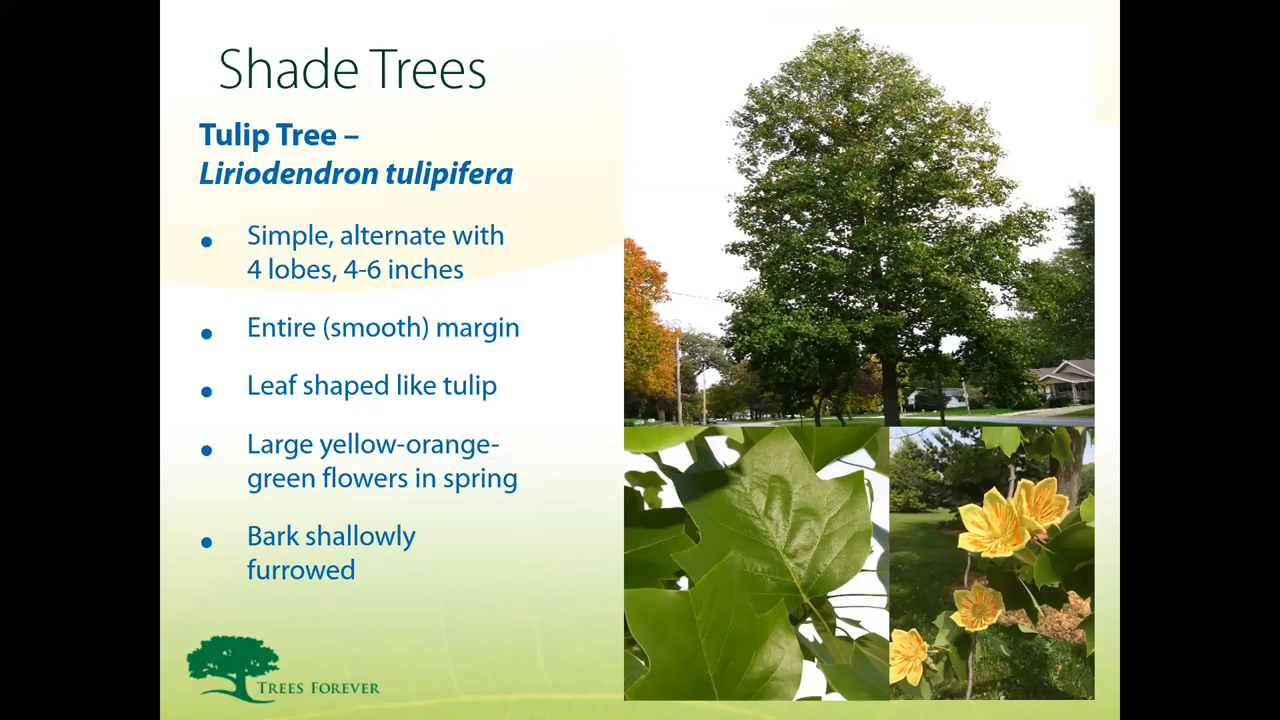 Shade Trees
Tulip Tree –
Liriodendron tulipifera
• Simple, alternate with
4 lobes, 4-6 inches
• Entire (smooth) margin
• Leaf shaped like tulip
• Large yellow-orange-
green flowers in spring
• Bark shallowly
furrowed
TREES FOREVER